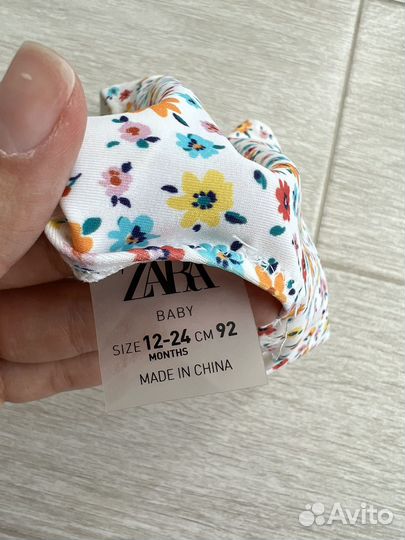 ZARA
BABY
SIZE 12-24 CM 92
MONTHS
MADE IN CHINA
Avito